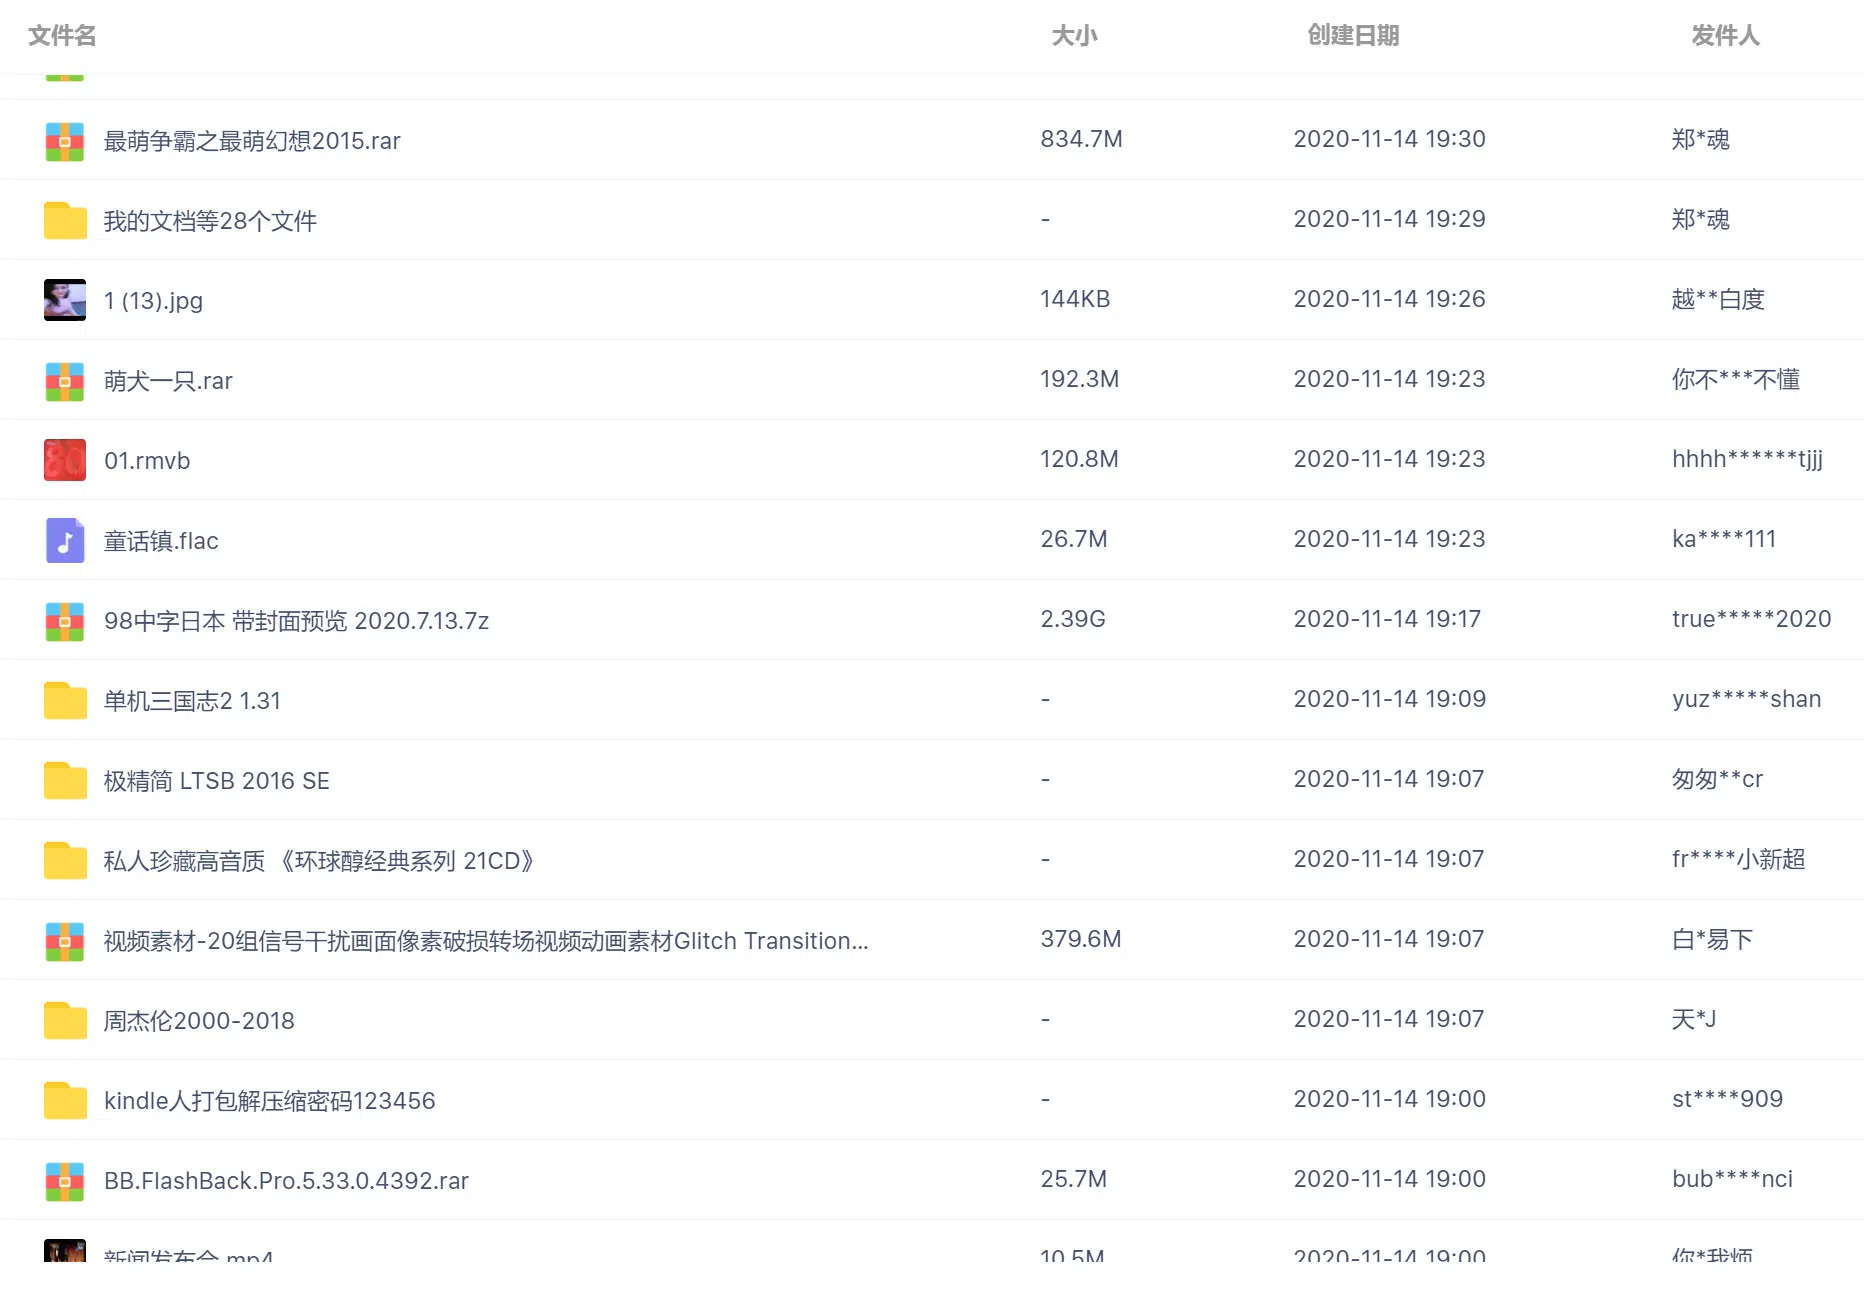 文件名 大小 创建日期 发件人
最萌争霸之最萌幻想2015.rar 834.7M 2020-11-14 19:30 郑*魂
我的文档等28个文件 - 2020-11-14 19:29 郑*魂
1 (13).jpg 144KB 2020-11-14 19:26 越**白度
萌犬一只.rar 192.3M 2020-11-14 19:23 你不***不懂
01.rmvb 120.8M 2020-11-14 19:23 hhhh******tjjj
童话镇.flac 26.7M 2020-11-14 19:23 ka****111
98中字日本 带封面预览 2020.7.13.7z 2.39G 2020-11-14 19:17 true*****2020
单机三国志2 1.31 - 2020-11-14 19:09 yuz*****shan
极精简 LTSB 2016 SE - 2020-11-14 19:07 匆匆**cr
私人珍藏高音质 《环球醇经典系列 21CD》 - 2020-11-14 19:07 fr****小新超
视频素材-20组信号干扰画面像素破损转场视频动画素材Glitch Transition... 379.6M 2020-11-14 19:07 白*易下
周杰伦2000-2018 - 2020-11-14 19:07 天*J
kindle人打包解压缩密码123456 - 2020-11-14 19:00 st****909
BB.FlashBack.Pro.5.33.0.4392.rar 25.7M 2020-11-14 19:00 bub****nci
新闻发布会.mp4 10.5M 2020-11-14 19:00 你*我师